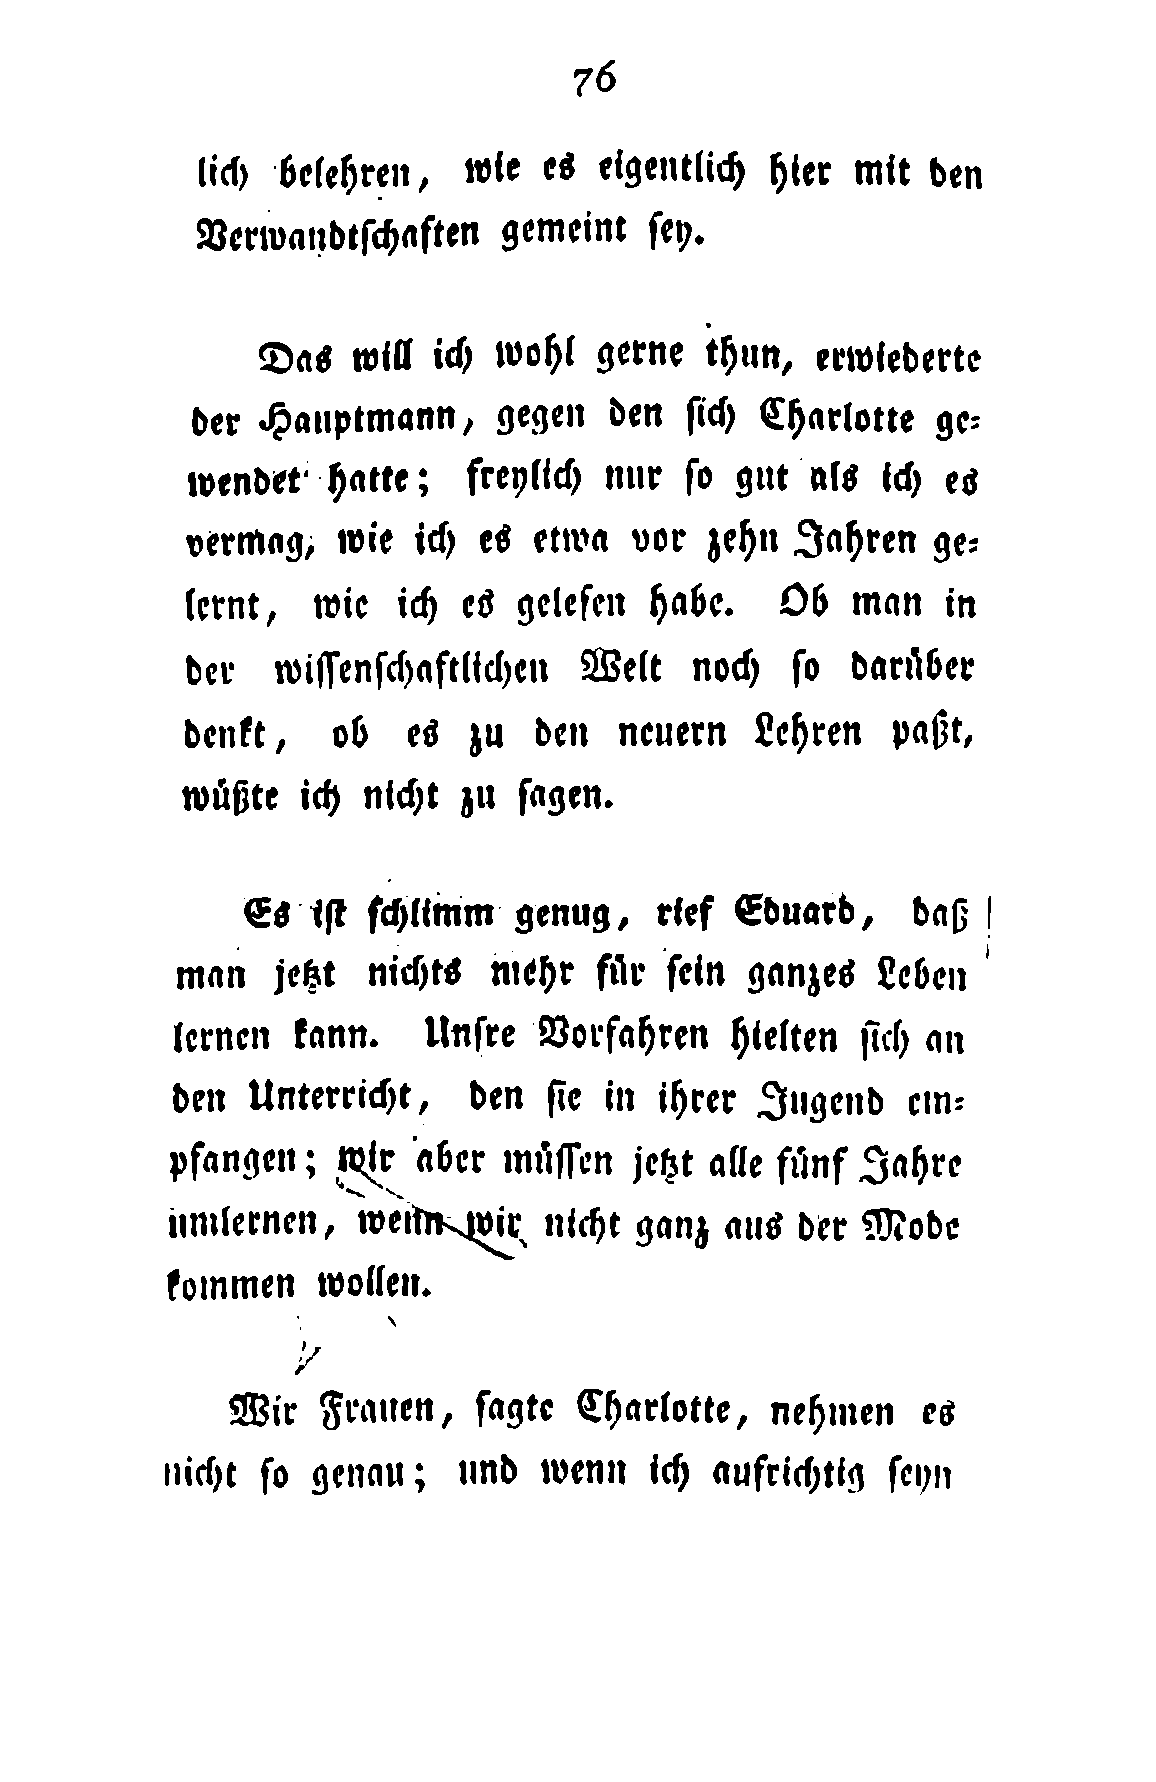 76
lich belehren, wie es eigentlich hier mit den
Verwandtschaften gemeint sey.
Das will ich wohl gerne thun, erwiederte
der Hauptmann, gegen den sich Charlotte ge-
wendet hatte; freylich nur so gut als ich es
vermag, wie ich es etwa vor zehn Jahren ge-
lernt, wie ich es gelesen habe. Ob man in
der wissenschaftlichen Welt noch so darüber
denkt, ob es zu den neuern Lehren paßt,
wüßte ich nicht zu sagen.
Es ist schlimm genug, rief Eduard, daß
man jetzt nichts mehr für sein ganzes Leben
lernen kann. Unsre Vorfahren hielten sich an
den Unterricht, den sie in ihrer Jugend em-
pfangen; wir aber müssen jetzt alle fünf Jahre
umlernen, wenn wir nicht ganz aus der Mode
kommen wollen.
Wir Frauen, sagte Charlotte, nehmen es
nicht so genau; und wenn ich aufrichtig seyn